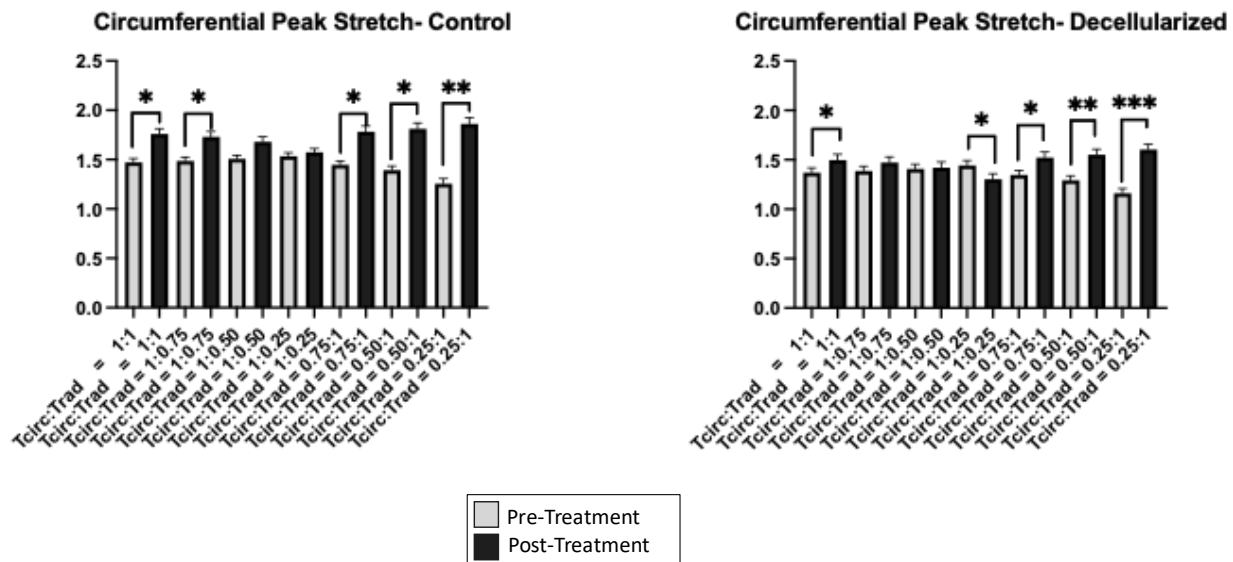 Circumferential Peak Stretch- Control
2.5
2.0
1.5
1.0
0.5
0.0
* * * * **
Tcirc:Trad = 1:1
Tcirc:Trad = 1:1
Tcirc:Trad = 1:0.75
Tcirc:Trad = 1:0.75
Tcirc:Trad = 1:0.50
Tcirc:Trad = 1:0.50
Tcirc:Trad = 1:0.25
Tcirc:Trad = 1:0.25
Tcirc:Trad = 0.75:1
Tcirc:Trad = 0.75:1
Tcirc:Trad = 0.50:1
Tcirc:Trad = 0.50:1
Tcirc:Trad = 0.25:1
Tcirc:Trad = 0.25:1
Circumferential Peak Stretch- Decellularized
2.5
2.0
1.5
1.0
0.5
0.0
* * * ** ***
Tcirc:Trad = 1:1
Tcirc:Trad = 1:1
Tcirc:Trad = 1:0.75
Tcirc:Trad = 1:0.75
Tcirc:Trad = 1:0.50
Tcirc:Trad = 1:0.50
Tcirc:Trad = 1:0.25
Tcirc:Trad = 1:0.25
Tcirc:Trad = 0.75:1
Tcirc:Trad = 0.75:1
Tcirc:Trad = 0.50:1
Tcirc:Trad = 0.50:1
Tcirc:Trad = 0.25:1
Tcirc:Trad = 0.25:1
Pre-Treatment
Post-Treatment